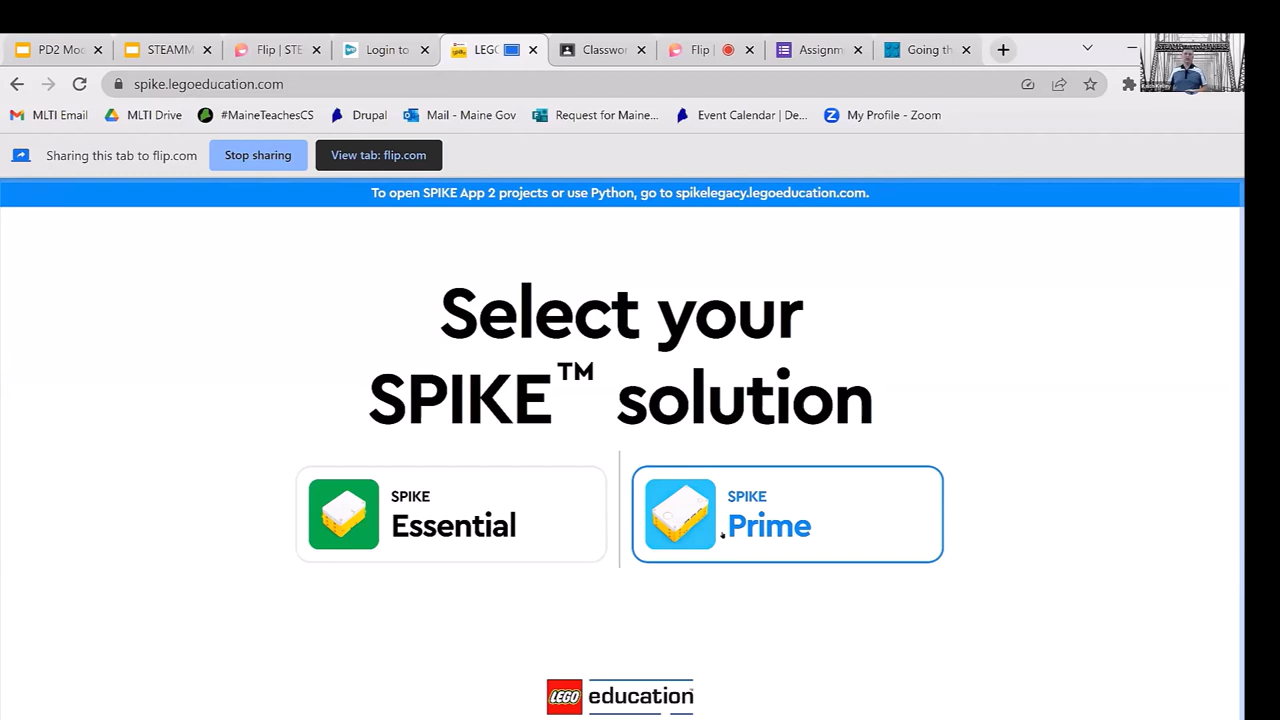 PD2 Moc
STEAMM
Flip | STE
Login to
LEGO
Classwor
Flip |
Assignm
Going th
spike.legoeducation.com
MLTI Email
MLTI Drive
#MaineTeachesCS
Drupal
Mail - Maine Gov
Request for Maine...
Event Calendar | De...
My Profile - Zoom
Sharing this tab to flip.com
Stop sharing
View tab: flip.com
To open SPIKE App 2 projects or use Python, go to spikelegacy.legoeducation.com.
Select your
SPIKE™ solution
SPIKE
Essential
SPIKE
Prime
LEGO education